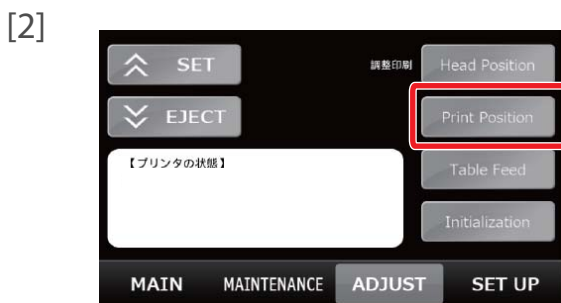 [2]
SET
調整印刷
Head Position
EJECT
Print Position
【プリンタの状態】
Table Feed
Initialization
MAIN MAINTENANCE ADJUST SET UP